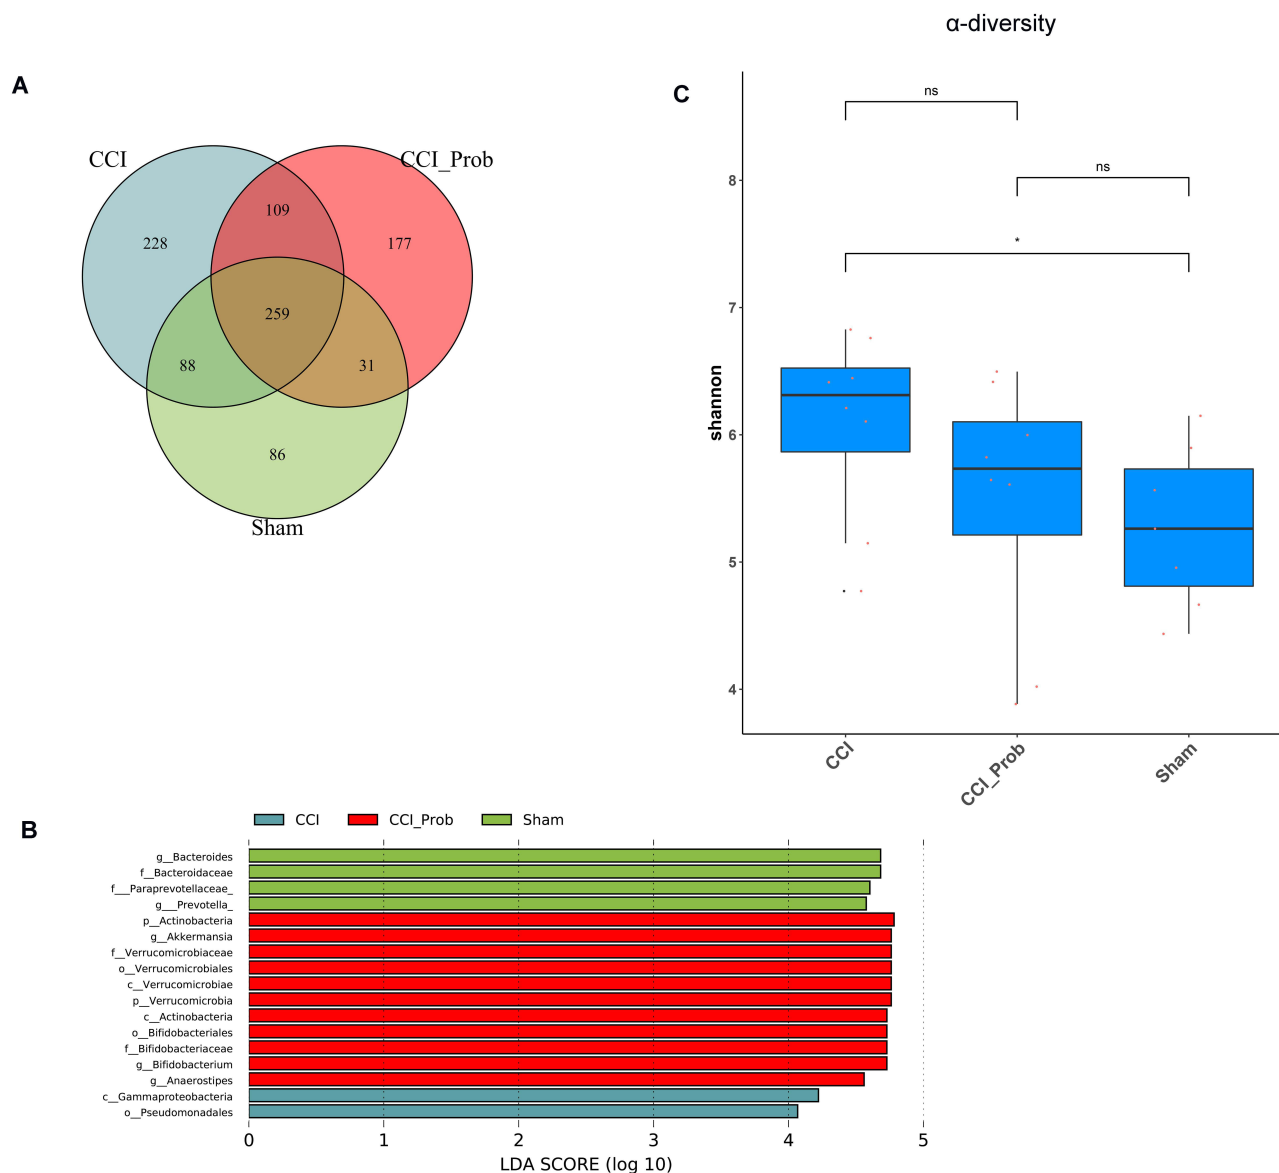 α-diversity
A
CCI
CCI_Prob
109
228
177
259
88
31
86
Sham
C
ns
ns
*
shannon
8
7
6
5
4
CCI
CCI_Prob
Sham
B
CCI
CCI_Prob
Sham
g__Bacteroides
f__Bacteroidaceae
f___Paraprevotellaceae_
g___Prevotella_
p__Actinobacteria
g__Akkermansia
f__Verrucomicrobiaceae
o__Verrucomicrobiales
c__Verrucomicrobiae
p__Verrucomicrobia
c__Actinobacteria
o__Bifidobacteriales
f__Bifidobacteriaceae
g__Bifidobacterium
g__Anaerostipes
c__Gammaproteobacteria
o__Pseudomonadales
0 1 2 3 4 5
LDA SCORE (log 10)